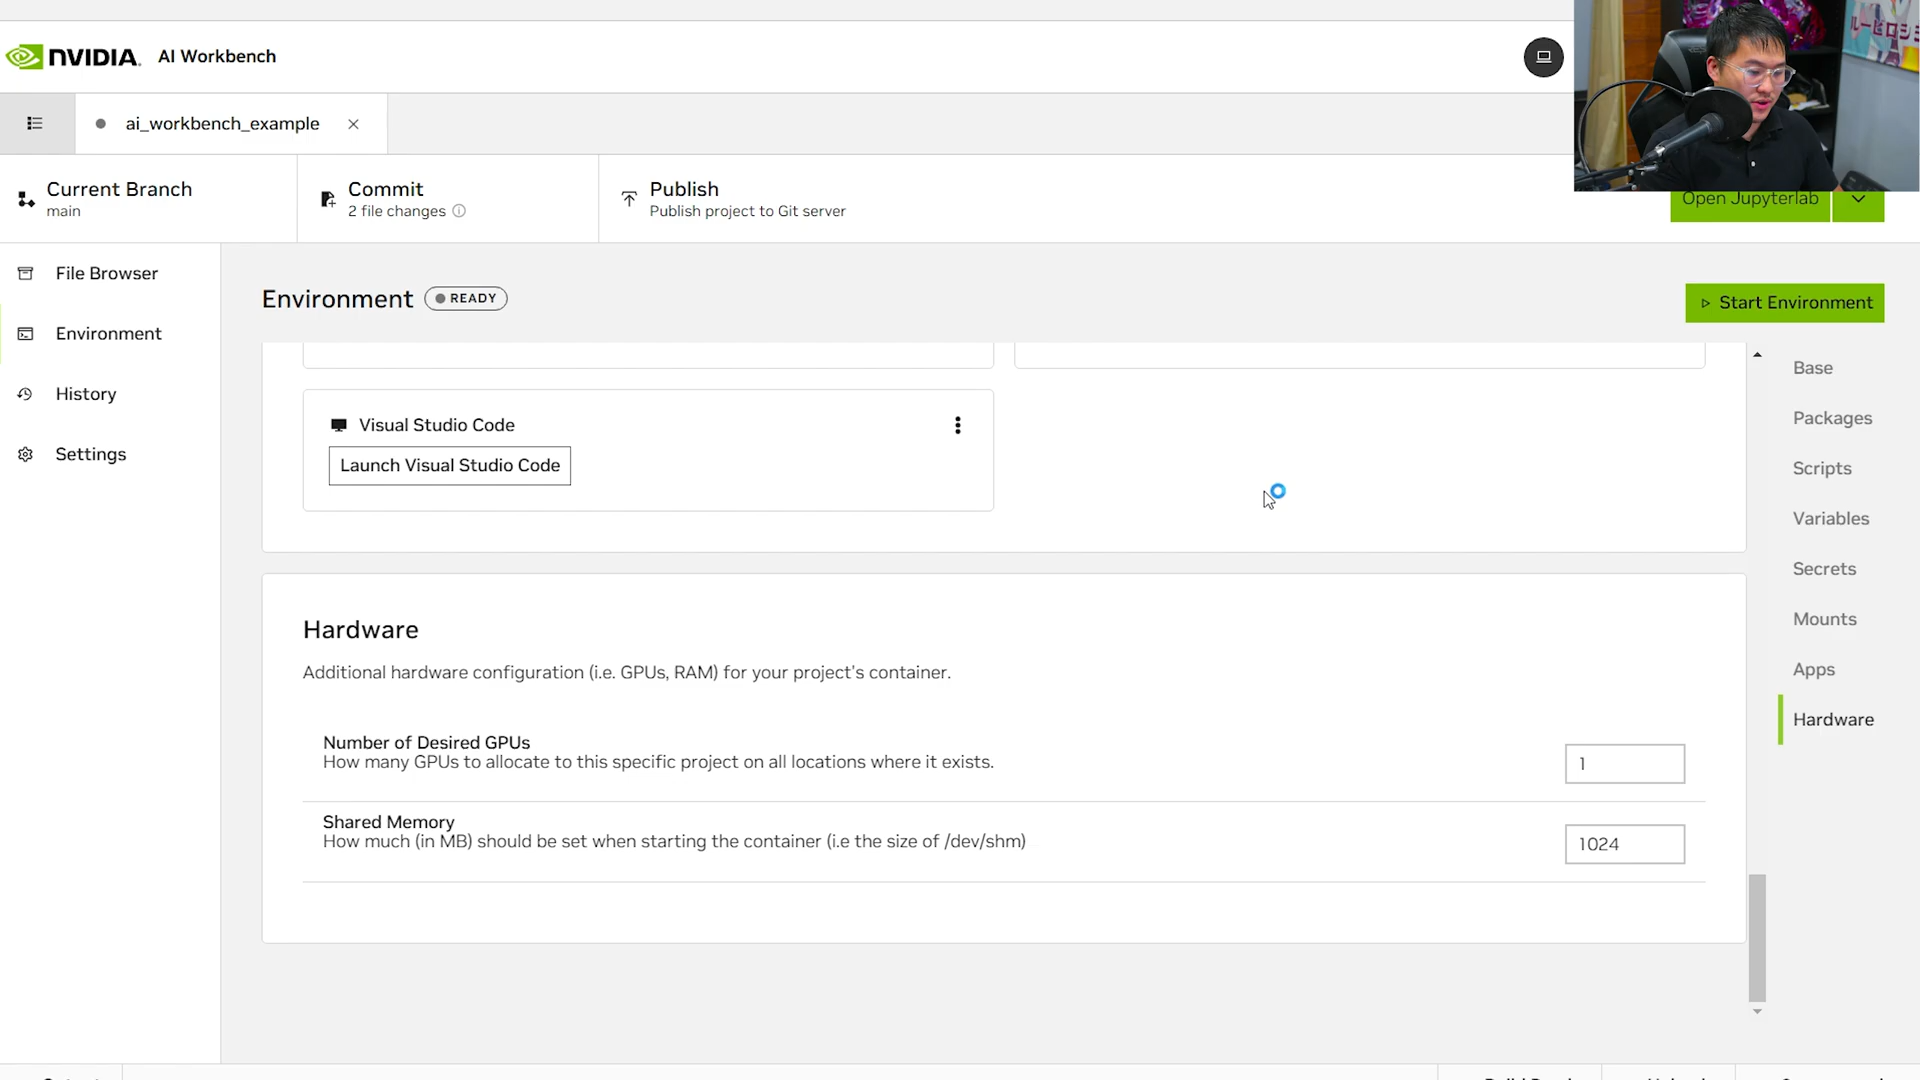 NVIDIA. AI Workbench
ai_workbench_example
Current Branch
main
Commit
2 file changes
Publish
Publish project to Git server
Open Jupyterlab
File Browser
Environment
History
Settings
Environment
READY
Start Environment
Visual Studio Code
Launch Visual Studio Code
Hardware
Additional hardware configuration (i.e. GPUs, RAM) for your project's container.
Number of Desired GPUs
How many GPUs to allocate to this specific project on all locations where it exists.
1
Shared Memory
How much (in MB) should be set when starting the container (i.e the size of /dev/shm)
1024
Base
Packages
Scripts
Variables
Secrets
Mounts
Apps
Hardware